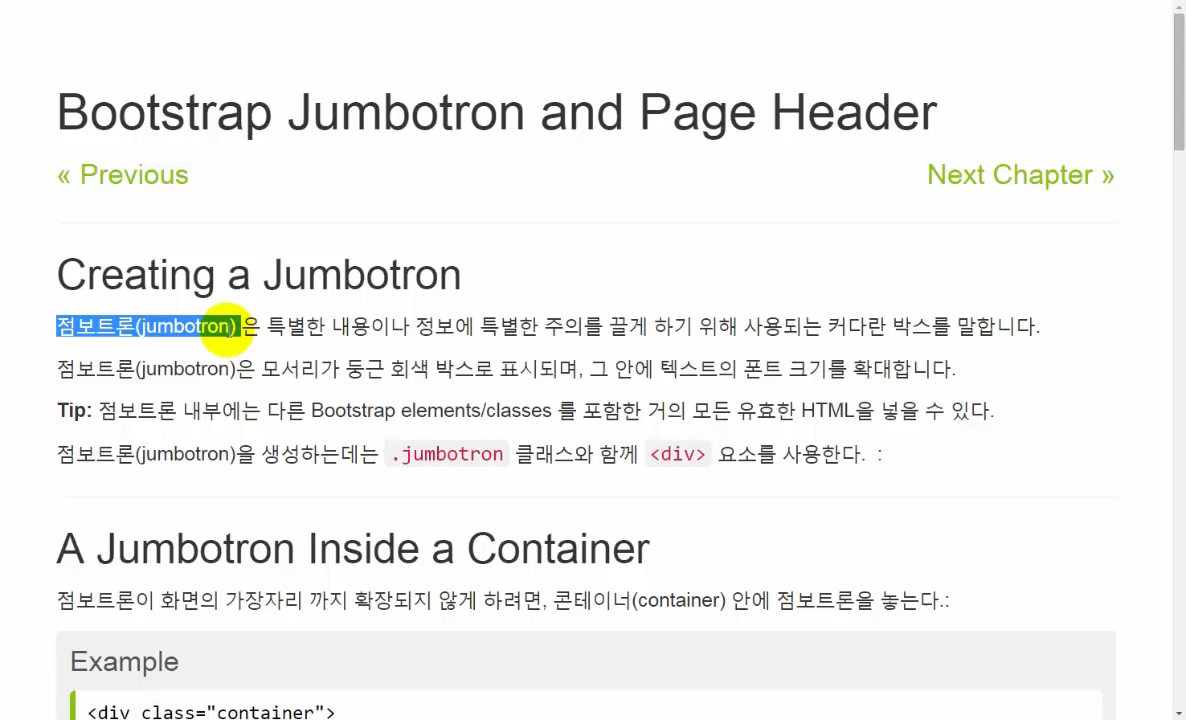 Bootstrap Jumbotron and Page Header
« Previous
Next Chapter »
Creating a Jumbotron
점보트론(jumbotron)은 특별한 내용이나 정보에 특별한 주의를 끌게 하기 위해 사용되는 커다란 박스를 말합니다.
점보트론(jumbotron)은 모서리가 둥근 회색 박스로 표시되며, 그 안에 텍스트의 폰트 크기를 확대합니다.
Tip: 점보트론 내부에는 다른 Bootstrap elements/classes 를 포함한 거의 모든 유효한 HTML을 넣을 수 있다.
점보트론(jumbotron)을 생성하는데는 .jumbotron 클래스와 함께 <div> 요소를 사용한다. :
A Jumbotron Inside a Container
점보트론이 화면의 가장자리 까지 확장되지 않게 하려면, 콘테이너(container) 안에 점보트론을 놓는다.:
Example
<div class="container">